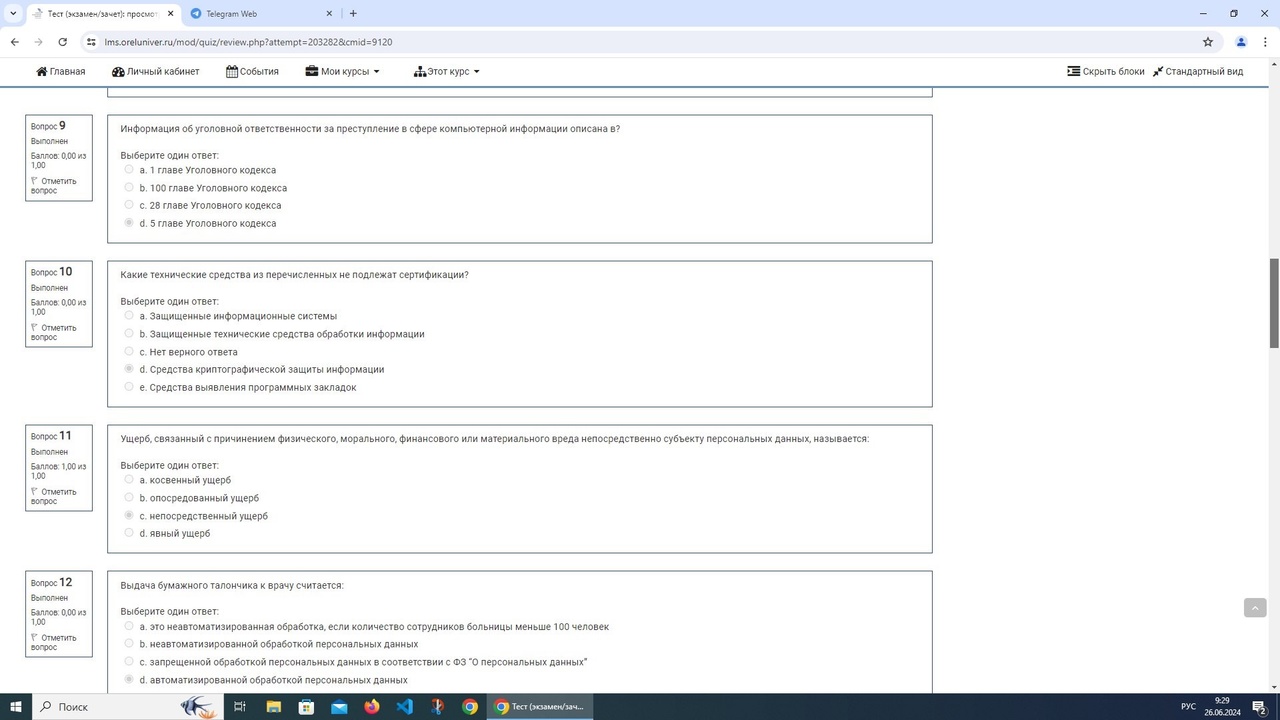 Тест (экзамен/зачет): просмот
Telegram Web
lms.oreluniver.ru/mod/quiz/review.php?attempt=203282&cmid=9120
Главная Личный кабинет События Мои курсы Этот курс Скрыть блоки Стандартный вид
Вопрос 9
Выполнен
Баллов: 0,00 из
1,00
Отметить
вопрос
Информация об уголовной ответственности за преступление в сфере компьютерной информации описана в?
Выберите один ответ:
a. 1 главе Уголовного кодекса
b. 100 главе Уголовного кодекса
c. 28 главе Уголовного кодекса
d. 5 главе Уголовного кодекса
Вопрос 10
Выполнен
Баллов: 0,00 из
1,00
Отметить
вопрос
Какие технические средства из перечисленных не подлежат сертификации?
Выберите один ответ:
a. Защищенные информационные системы
b. Защищенные технические средства обработки информации
c. Нет верного ответа
d. Средства криптографической защиты информации
e. Средства выявления программных закладок
Вопрос 11
Выполнен
Баллов: 1,00 из
1,00
Отметить
вопрос
Ущерб, связанный с причинением физического, морального, финансового или материального вреда непосредственно субъекту персональных данных, называется:
Выберите один ответ:
a. косвенный ущерб
b. опосредованный ущерб
c. непосредственный ущерб
d. явный ущерб
Вопрос 12
Выполнен
Баллов: 0,00 из
1,00
Отметить
вопрос
Выдача бумажного талончика к врачу считается:
Выберите один ответ:
a. это неавтоматизированная обработка, если количество сотрудников больницы меньше 100 человек
b. неавтоматизированной обработкой персональных данных
c. запрещенной обработкой персональных данных в соответствии с ФЗ "О персональных данных"
d. автоматизированной обработкой персональных данных
Поиск
Тест (экзамен/зач...
РУС
9:29
26.06.2024
2